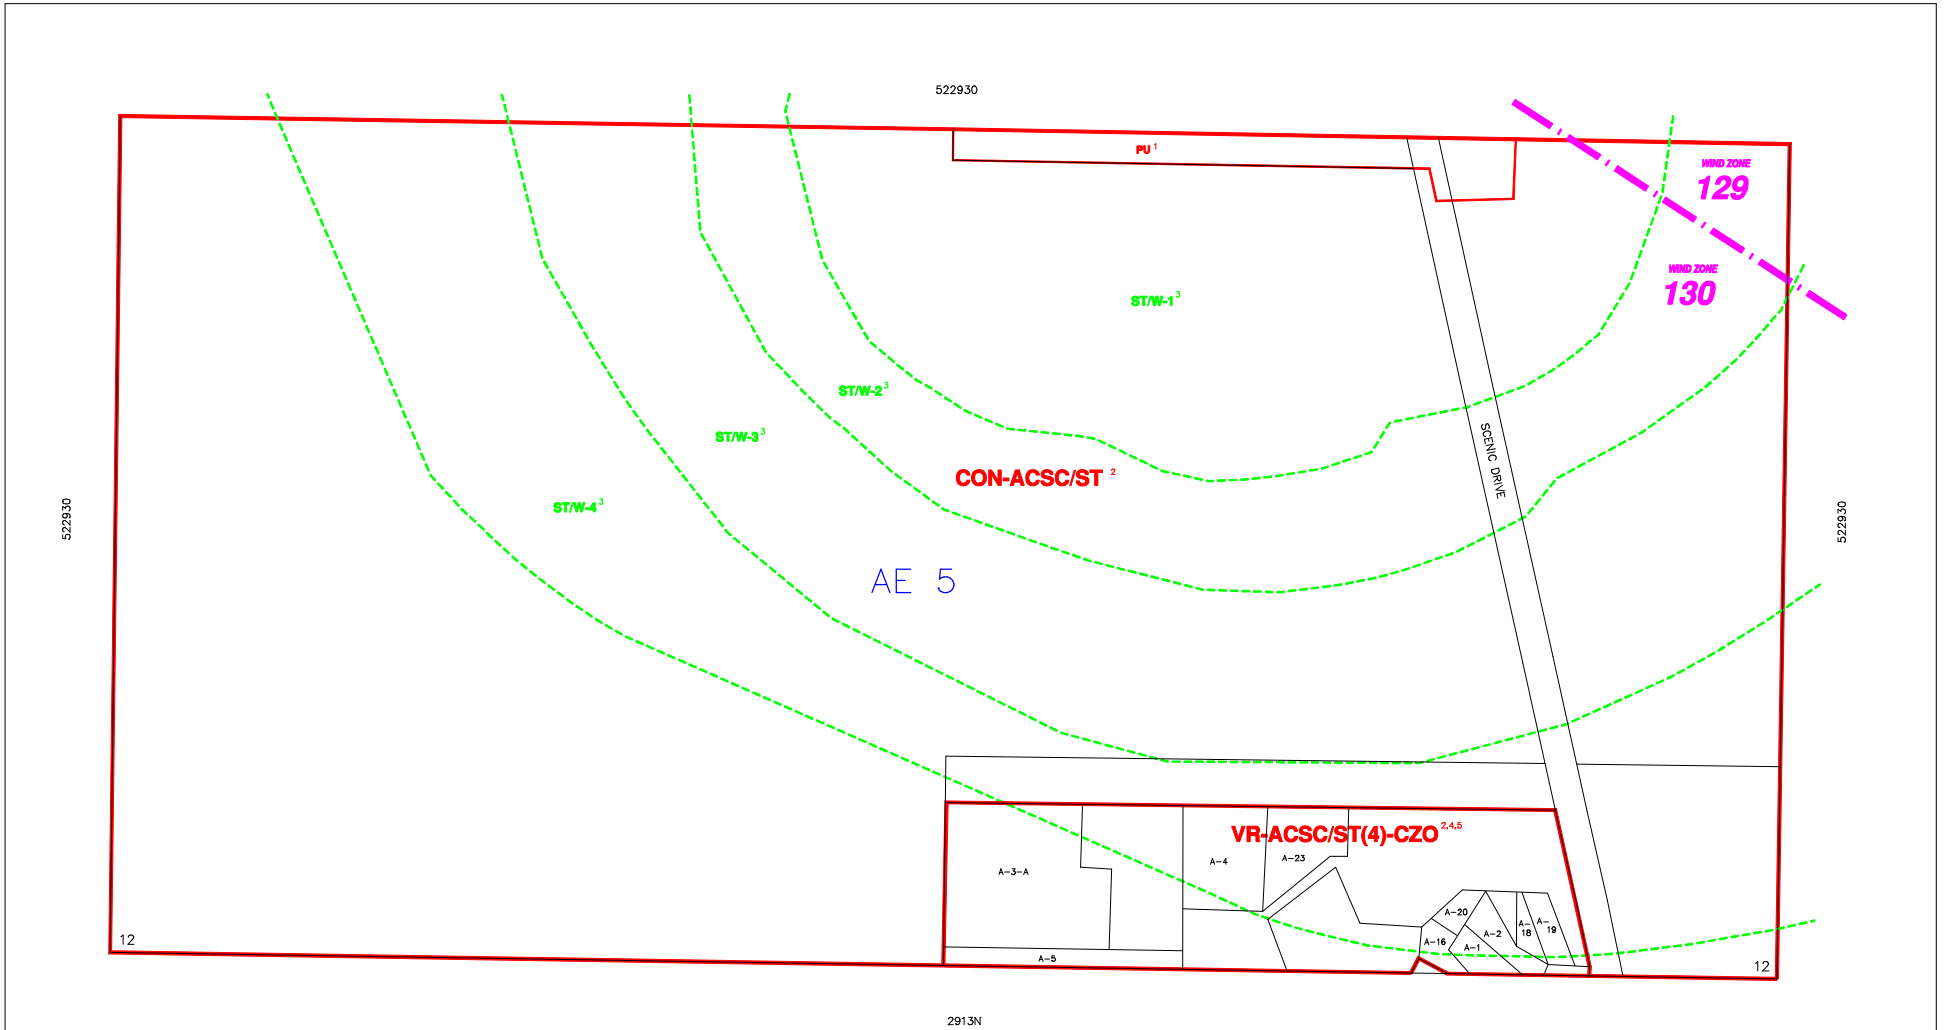 522930
PU 1
WIND ZONE
129
WIND ZONE
130
ST/W-1 3
ST/W-2 3
ST/W-3 3
SCENIC DRIVE
CON-ACSC/ST 2
ST/W-4 3
522930
522930
AE 5
VR-ACSC/ST(4)-CZO 2,4,5
A-4
A-23
A-3-A
A-20
A-18
A-19
A-2
A-16
A-1
12
A-5
12
2913N